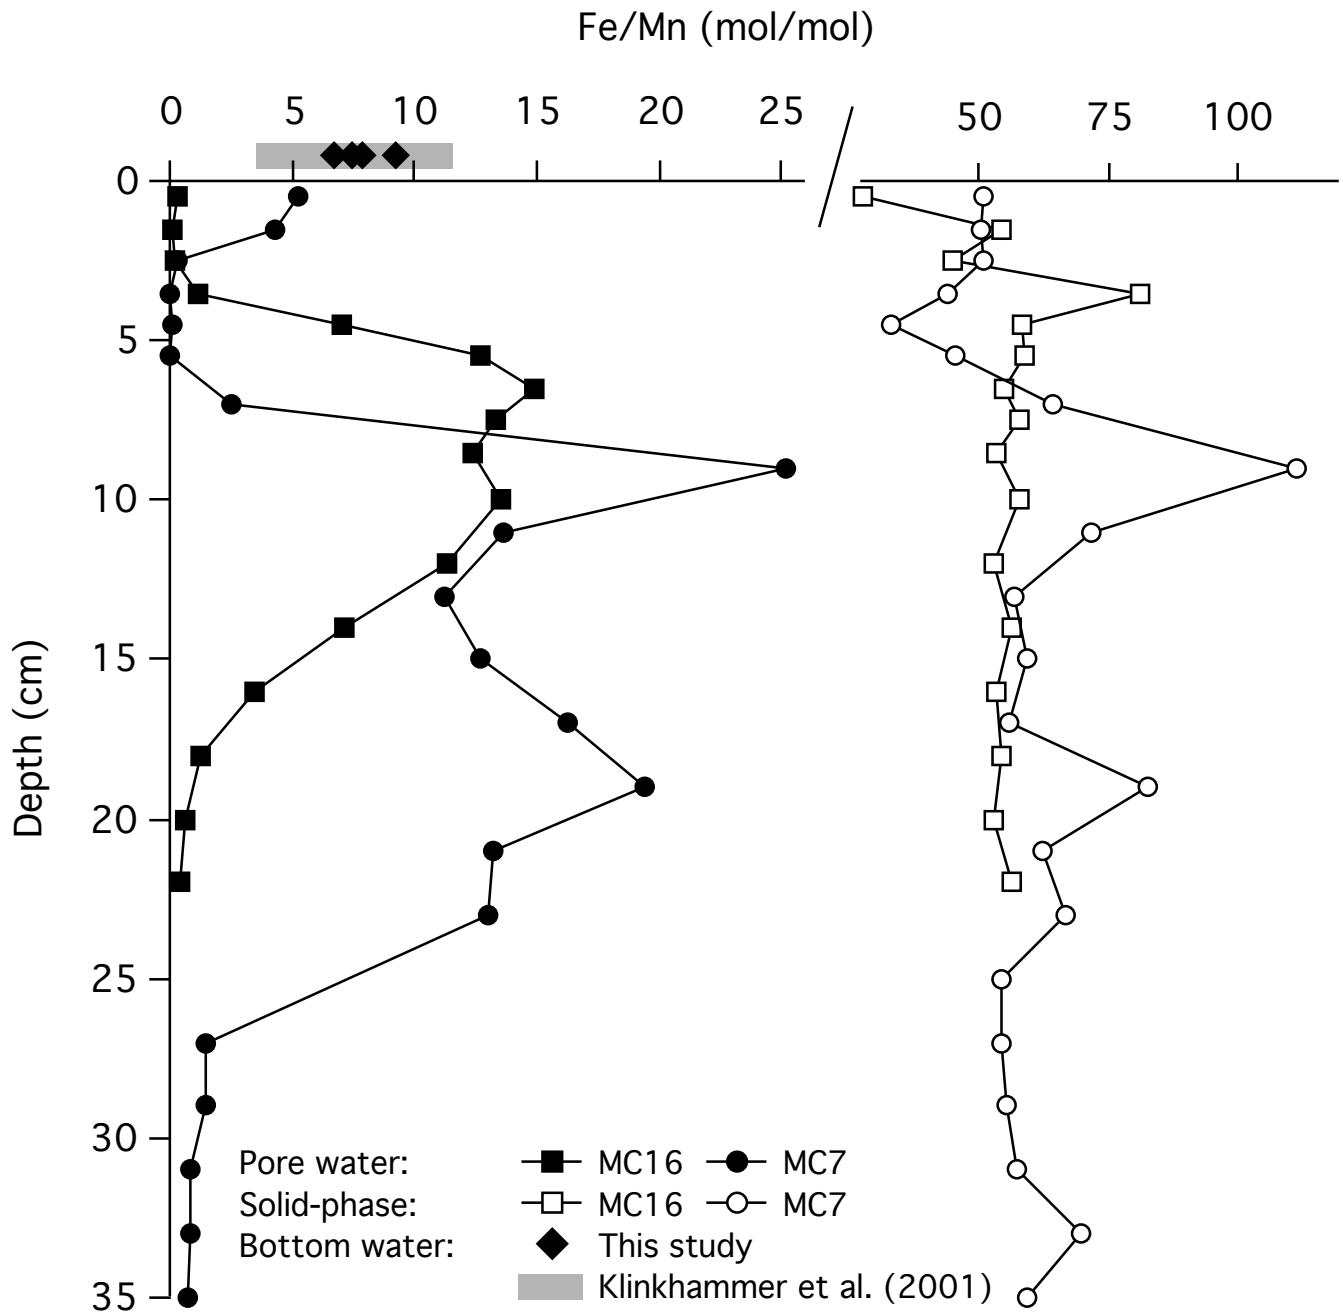 Fe/Mn (mol/mol)
0 5 10 15 20 25 50 75 100
0
5
10
15
20
25
30
35
Depth (cm)
Pore water: MC16 MC7
Solid-phase: MC16 MC7
Bottom water: This study
Klinkhammer et al. (2001)